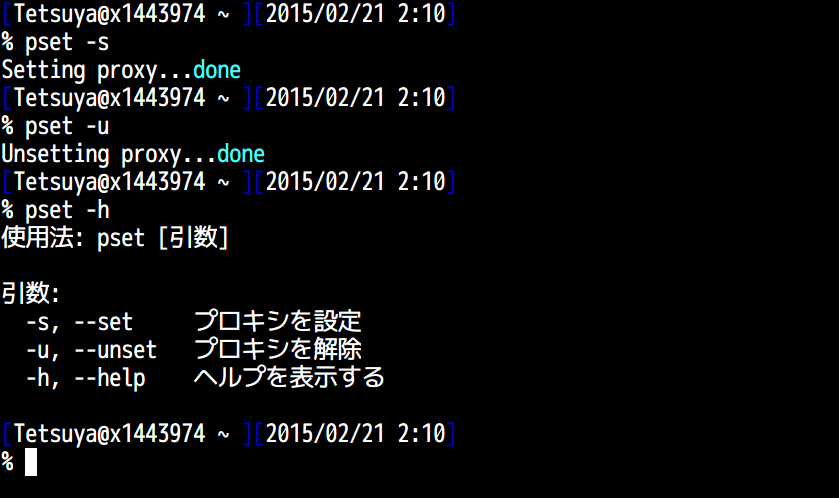 [Tetsuya@x1443974 ~ ][2015/02/21 2:10]
% pset -s
Setting proxy...done
[Tetsuya@x1443974 ~ ][2015/02/21 2:10]
% pset -u
Unsetting proxy...done
[Tetsuya@x1443974 ~ ][2015/02/21 2:10]
% pset -h
使用法: pset [引数]

引数:
  -s, --set     プロキシを設定
  -u, --unset   プロキシを解除
  -h, --help    ヘルプを表示する

[Tetsuya@x1443974 ~ ][2015/02/21 2:10]
%